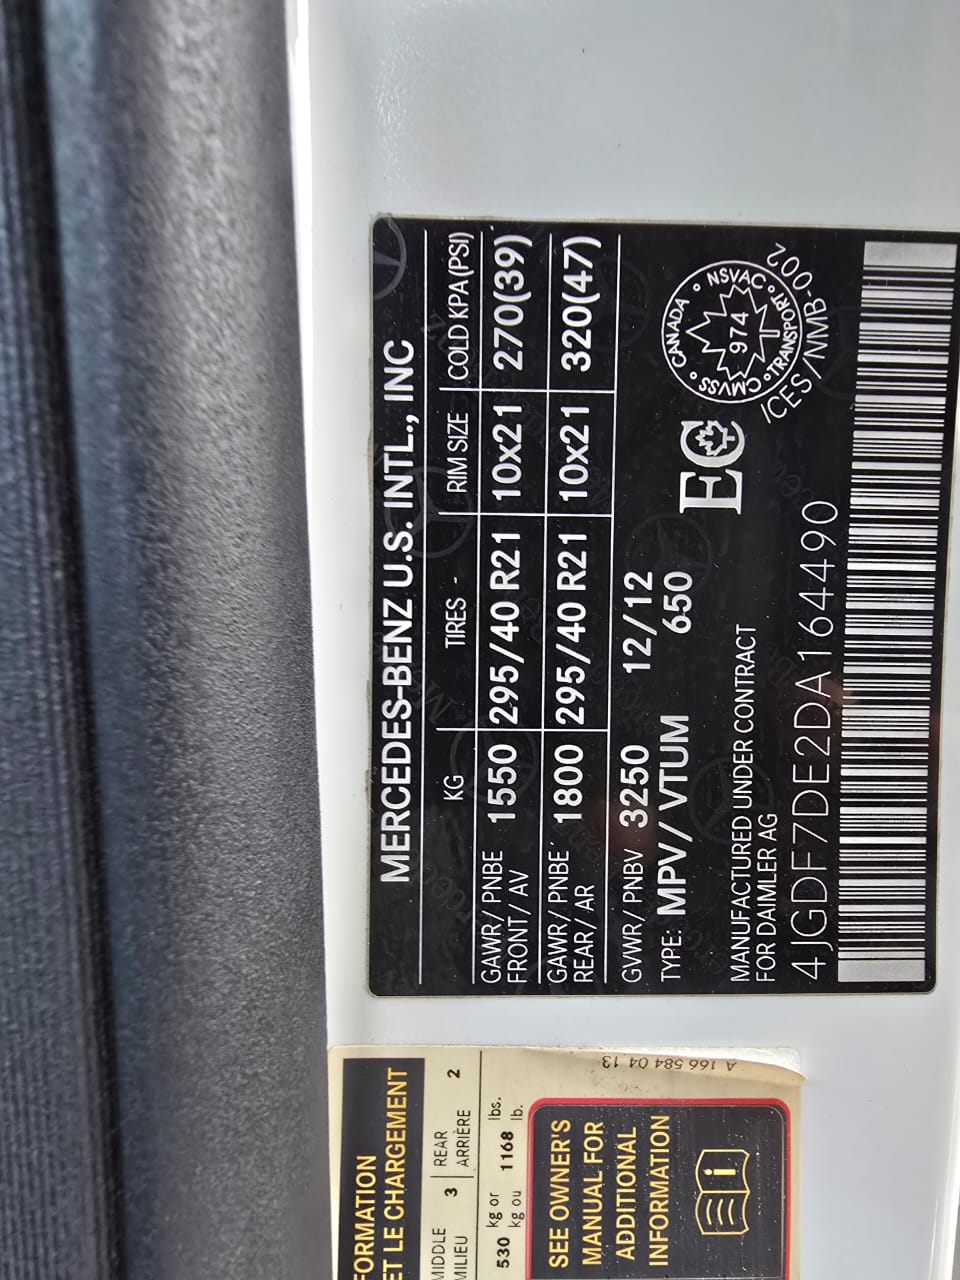 MERCEDES-BENZ U.S. INTL., INC
KG TIRES - RIM SIZE COLD KPA(PSI)
GAWR/PNBE
FRONT/AV 1550 295/40 R21 10x21 270(39)
GAWR/PNBE
REAR/AR 1800 295/40 R21 10x21 320(47)
GVWR/PNBV 3250 12/12
TYPE: MPV/VTUM 650
EC
CMVSS CANADA NSVAC TRANSPORT
974
ICES/NMB-002
MANUFACTURED UNDER CONTRACT
FOR DAIMLER AG
4JGDF7DE2DA164490
FORMATION
ET LE CHARGEMENT
MIDDLE 3 REAR 2
MILIEU ARRIÈRE
530 kg or 1168 lbs.
kg ou lb.
SEE OWNER'S
MANUAL FOR
ADDITIONAL
INFORMATION
A 166 584 04 13